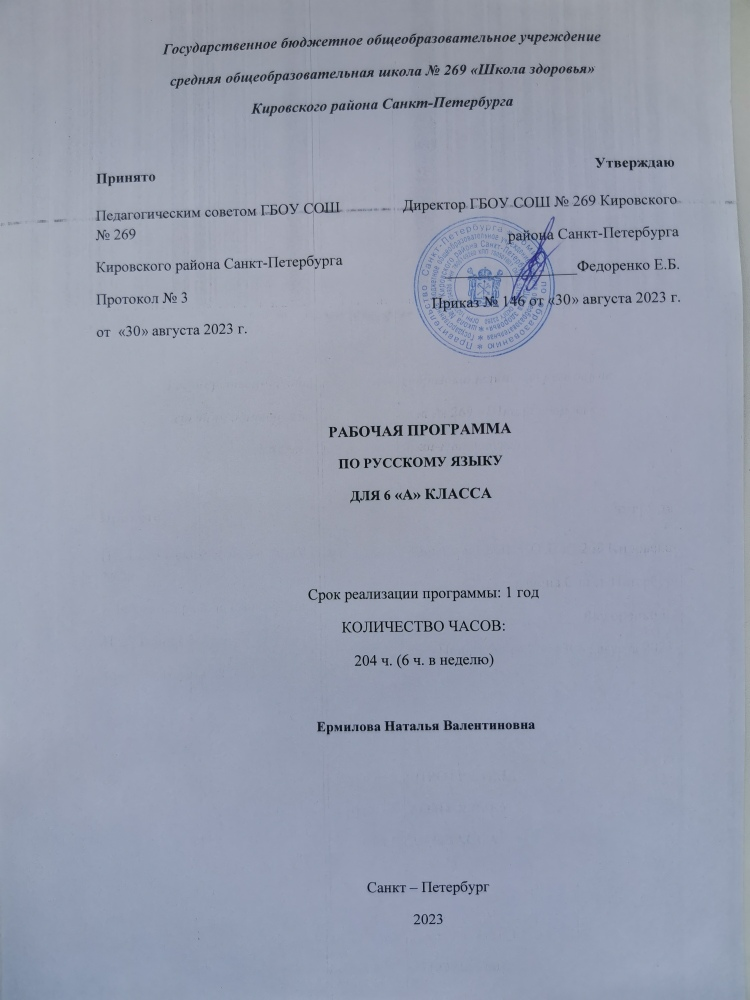 Государственное бюджетное общеобразовательное учреждение
средняя общеобразовательная школа № 269 «Школа здоровья»
Кировского района Санкт-Петербурга
Принято
Педагогическим советом ГБОУ СОШ
№ 269
Кировского района Санкт-Петербурга
Протокол № 3
от «30» августа 2023 г.
Утверждаю
Директор ГБОУ СОШ № 269 Кировского
района Санкт-Петербурга
Федоренко Е.Б.
Приказ № 146 от «30» августа 2023 г.
РАБОЧАЯ ПРОГРАММА
ПО РУССКОМУ ЯЗЫКУ
ДЛЯ 6 «А» КЛАССА
Срок реализации программы: 1 год
КОЛИЧЕСТВО ЧАСОВ:
204 ч. (6 ч. в неделю)
Ермилова Наталья Валентиновна
Санкт – Петербург
2023